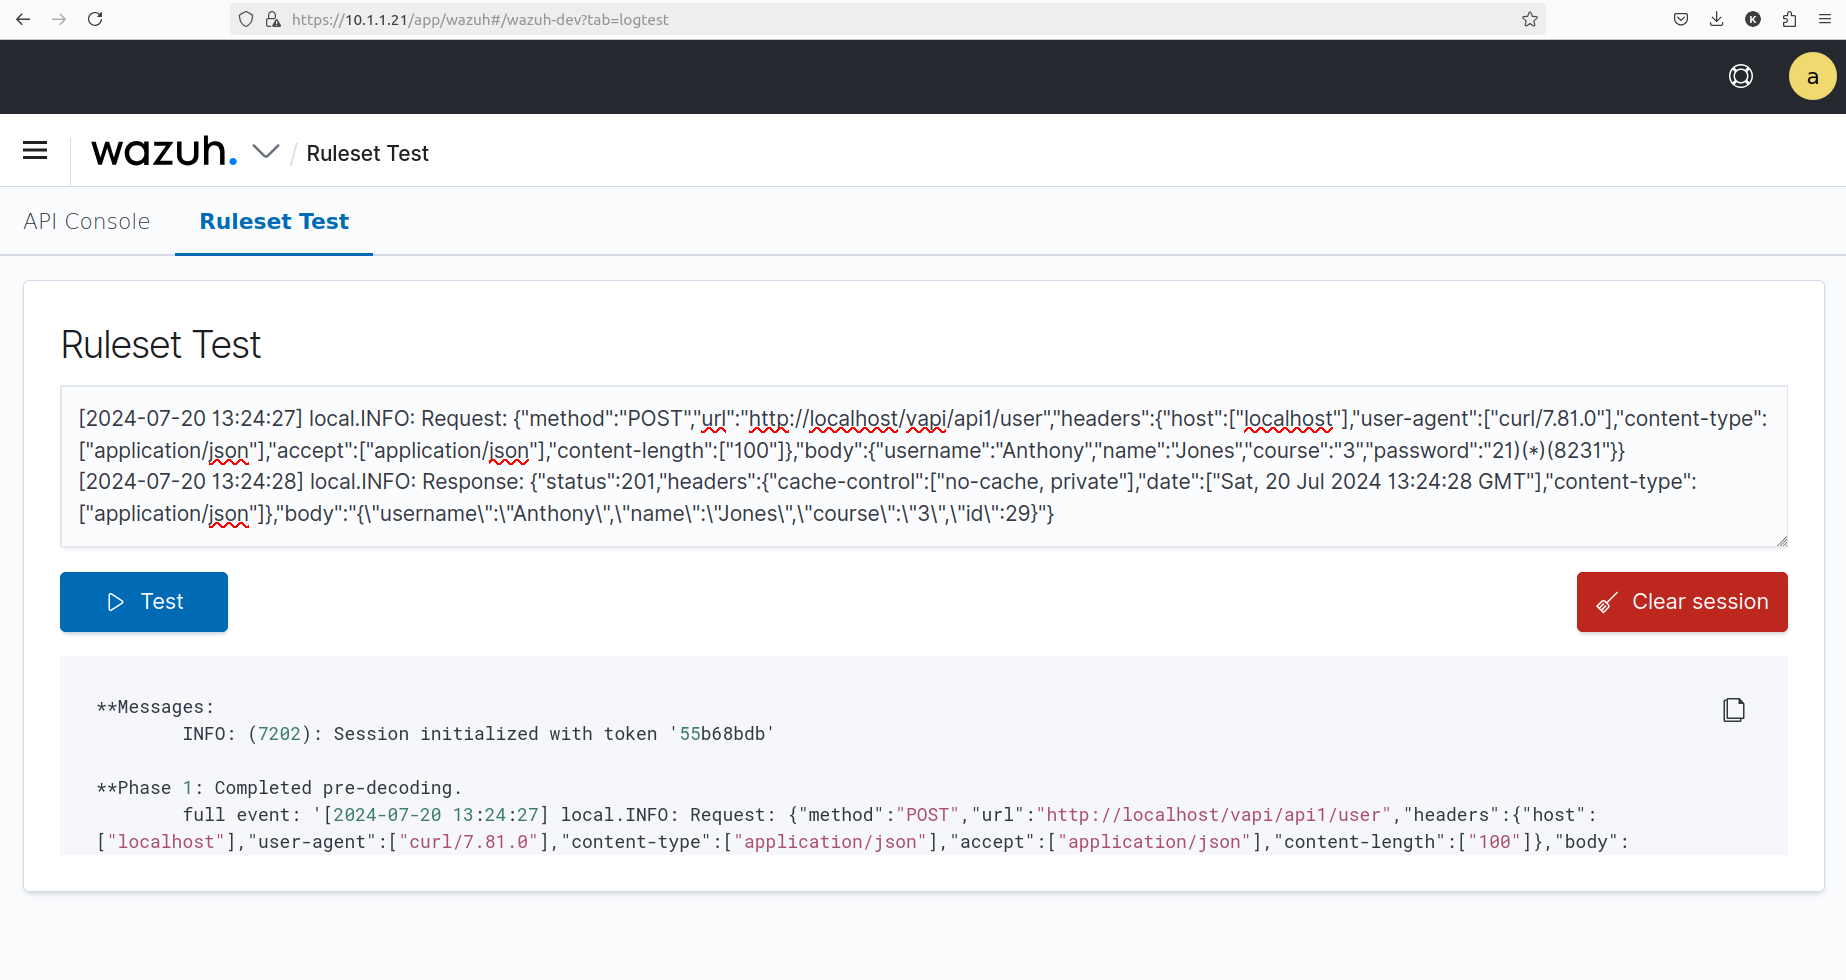 https://10.1.1.21/app/wazuh#/wazuh-dev?tab=logtest
K
a
wazuh. / Ruleset Test
API Console Ruleset Test
Ruleset Test
[2024-07-20 13:24:27] local.INFO: Request: {"method":"POST","url":"http://localhost/vapi/api1/user","headers":{"host":["localhost"],"user-agent":["curl/7.81.0"],"content-type":
["application/json"],"accept":["application/json"],"content-length":["100"]},"body":{"username":"Anthony","name":"Jones","course":"3","password":"21)(*)(8231"}}
[2024-07-20 13:24:28] local.INFO: Response: {"status":201,"headers":{"cache-control":["no-cache, private"],"date":["Sat, 20 Jul 2024 13:24:28 GMT"],"content-type":
["application/json"]},"body":"{\"username\":\"Anthony\",\"name\":\"Jones\",\"course\":\"3\",\"id\":29}"}
Test Clear session
**Messages:
INFO: (7202): Session initialized with token '55b68bdb'
**Phase 1: Completed pre-decoding.
full event: '[2024-07-20 13:24:27] local.INFO: Request: {"method":"POST","url":"http://localhost/vapi/api1/user","headers":{"host":
["localhost"],"user-agent":["curl/7.81.0"],"content-type":["application/json"],"accept":["application/json"],"content-length":["100"]},"body":